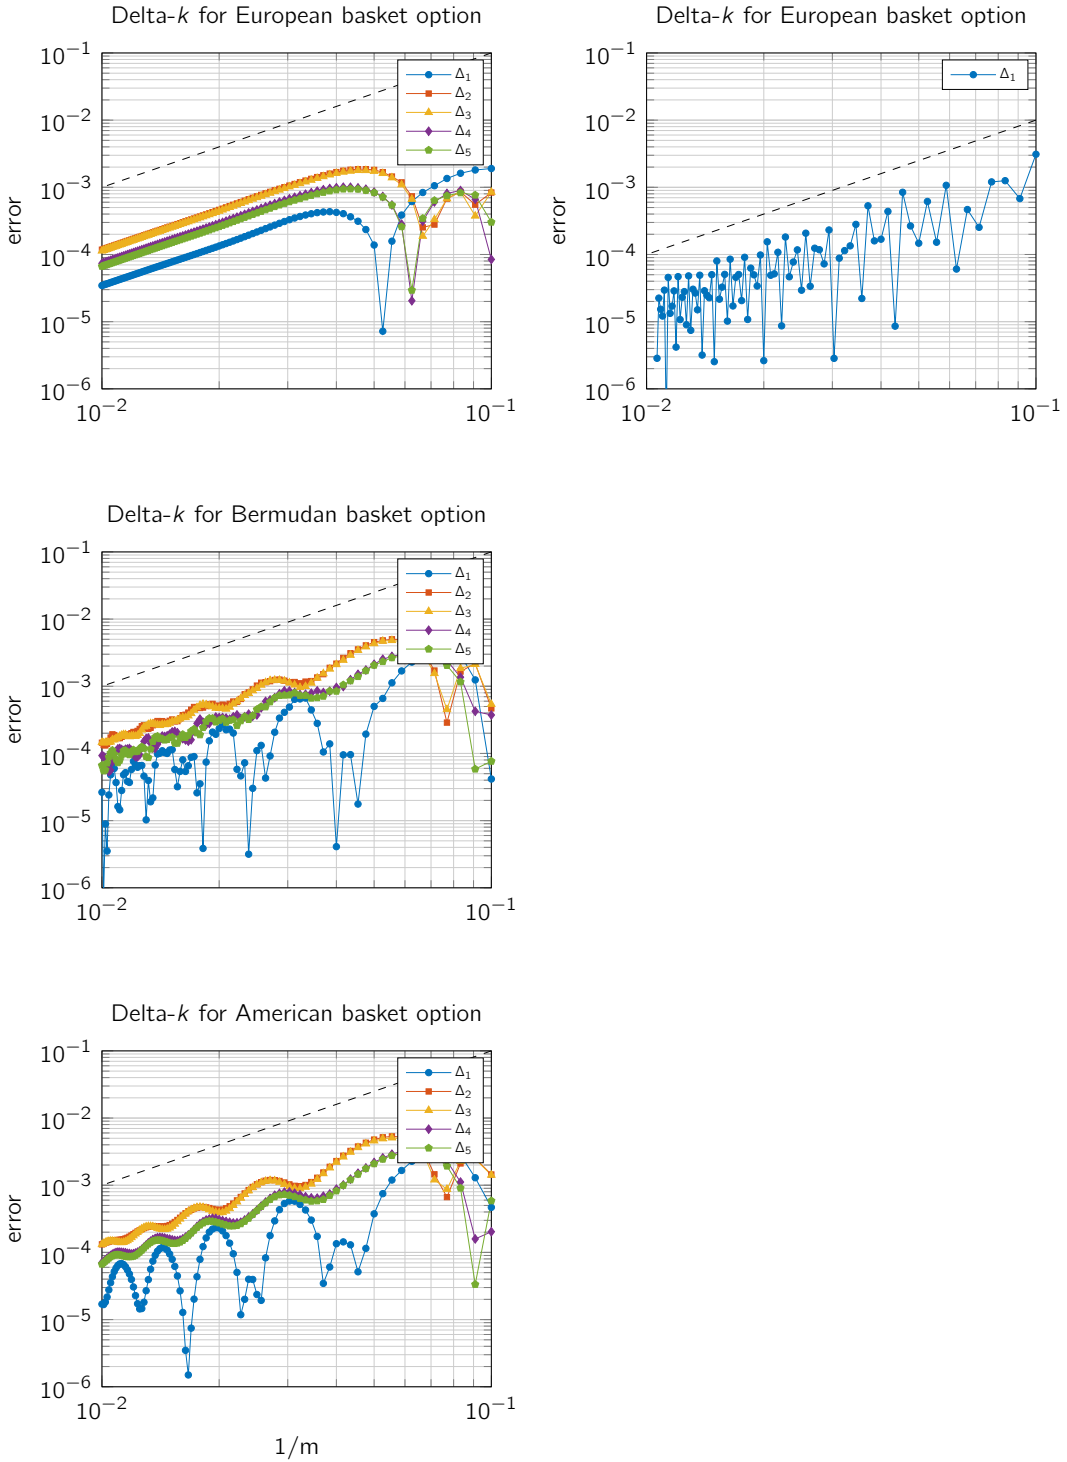 Delta-k for European basket option
10⁻¹
10⁻²
10⁻³
10⁻⁴
10⁻⁵
10⁻⁶
error
10⁻² 10⁻¹
Δ₁
Δ₂
Δ₃
Δ₄
Δ₅
Delta-k for European basket option
10⁻¹
10⁻²
10⁻³
10⁻⁴
10⁻⁵
10⁻⁶
error
10⁻² 10⁻¹
Δ₁
Delta-k for Bermudan basket option
10⁻¹
10⁻²
10⁻³
10⁻⁴
10⁻⁵
10⁻⁶
error
10⁻² 10⁻¹
Δ₁
Δ₂
Δ₃
Δ₄
Δ₅
Delta-k for American basket option
10⁻¹
10⁻²
10⁻³
10⁻⁴
10⁻�5
10⁻⁶
error
10⁻² 10⁻¹
1/m
Δ₁
Δ₂
Δ₃
Δ₄
Δ₅